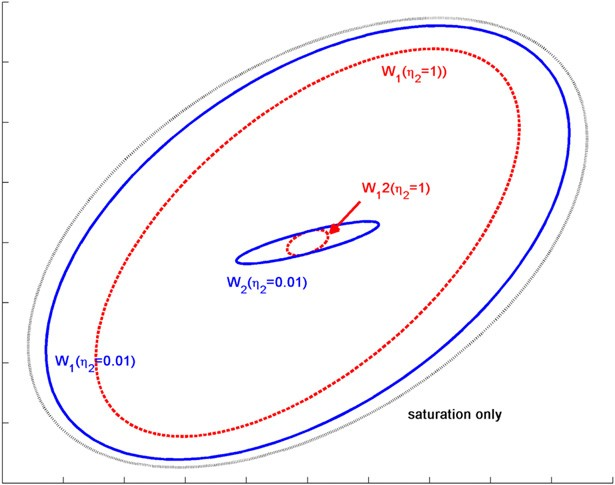 W₁(η₂=1))
W₁2(η₂=1)
W₂(η₂=0.01)
W₁(η₂=0.01)
saturation only